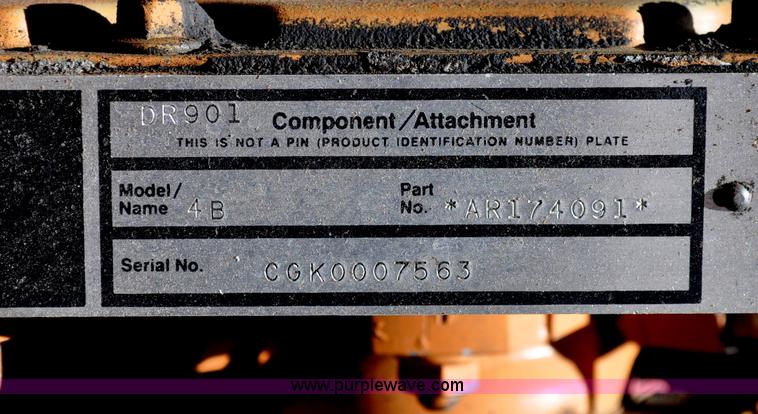 DR901 Component/Attachment
THIS IS NOT A PIN (PRODUCT IDENTIFICATION NUMBER) PLATE
Model/ Name 4B Part No. *AR174091*
Serial No. CGK0007563
www.purplewave.com